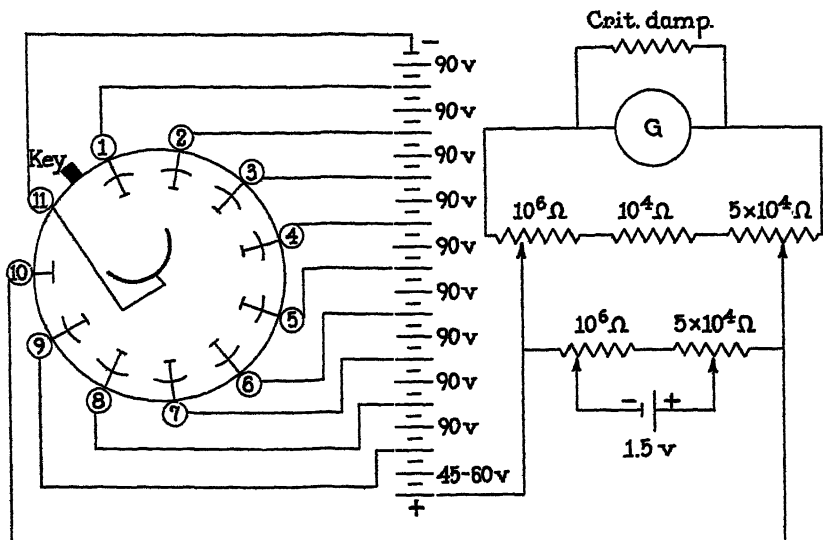 Crit. damp.
G
10⁶Ω
10⁴Ω
5×10⁴Ω
10⁶Ω
5×10⁴Ω
− +
1.5 v
−
90 v
90 v
90 v
90 v
90 v
90 v
90 v
90 v
90 v
45-60 v
+
Key
1
2
3
4
5
6
7
8
9
10
11